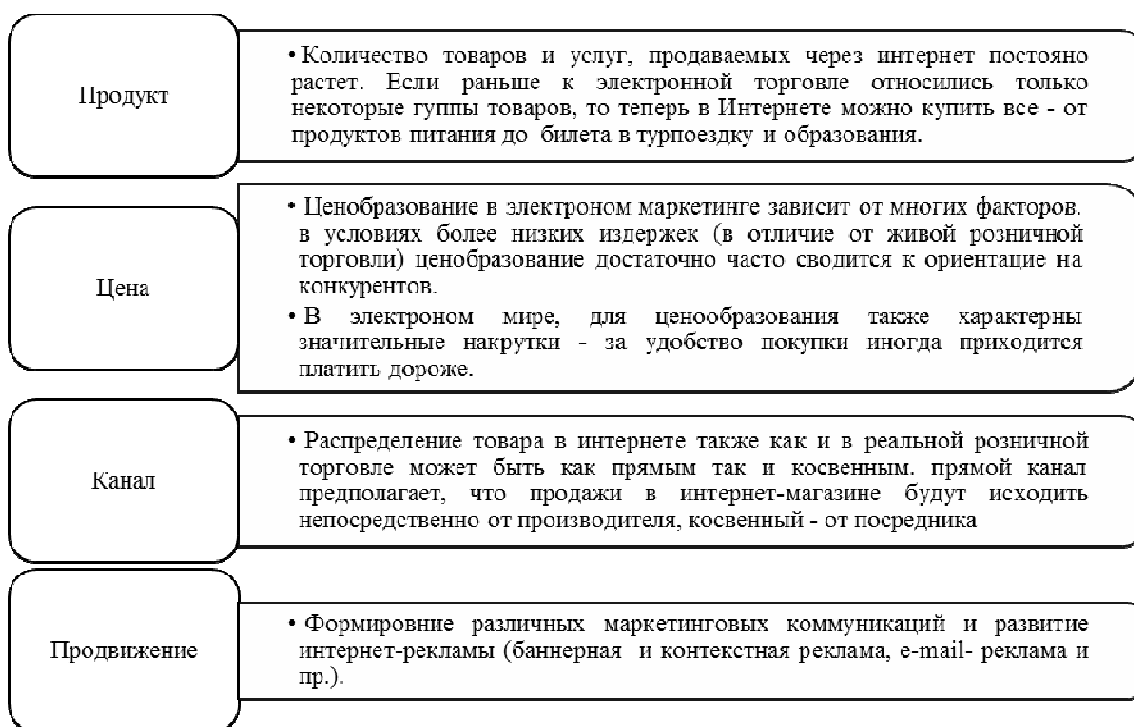 Продукт
• Количество товаров и услуг, продаваемых через интернет постояно
растет. Если раньше к электронной торговле относились только
некоторые гуппы товаров, то теперь в Интернете можно купить все - от
продуктов питания до билета в турпоездку и образования.
Цена
• Ценобразование в электроном маркетинге зависит от многих факторов.
в условиях более низких издержек (в отличие от живой розничной
торговли) ценобразование достаточно часто сводится к ориентацие на
конкурентов.
• В электроном мире, для ценообразования также характерны
значительные накрутки - за удобство покупки иногда приходится
платить дороже.
Канал
• Распределение товара в интернете также как и в реальной розничной
торговле может быть как прямым так и косвенным. прямой канал
предполагает, что продажи в интернет-магазине будут исходить
непосредственно от производителя, косвенный - от посредника
Продвижение
• Формировние различных маркетинговых коммуникаций и развитие
интернет-рекламы (баннерная и контекстная реклама, e-mail- реклама и
пр.).